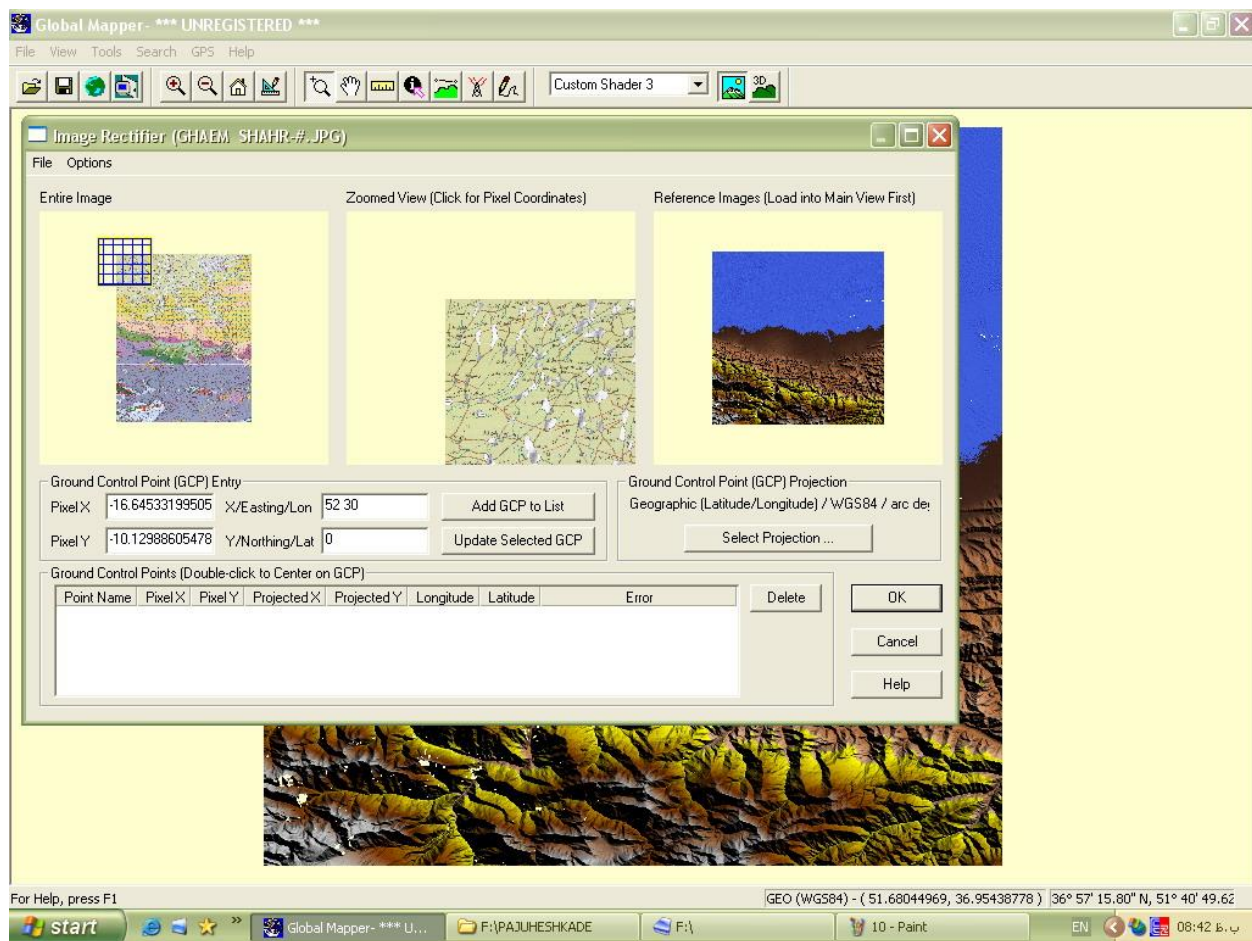 Global Mapper- *** UNREGISTERED ***
File View Tools Search GPS Help
Custom Shader 3
3D
Image Rectifier (GHAEM SHAHR-#.JPG)
File Options
Entire Image
Zoomed View (Click for Pixel Coordinates)
Reference Images (Load into Main View First)
Ground Control Point (GCP) Entry
Pixel X -16.64533199505 X/Easting/Lon 52 30 Add GCP to List
Pixel Y -10.12988605478 Y/Northing/Lat 0 Update Selected GCP
Ground Control Point (GCP) Projection
Geographic (Latitude/Longitude) / WGS84 / arc deg
Select Projection ...
Ground Control Points (Double-click to Center on GCP)
Point Name Pixel X Pixel Y Projected X Projected Y Longitude Latitude Error
Delete
OK
Cancel
Help
For Help, press F1
GEO (WGS84) - ( 51.68044969, 36.95438778 ) 36° 57' 15.80" N, 51° 40' 49.62
start » Global Mapper- *** U... F:\PAJUHESHKADE F:\ 10 - Paint EN 08:42 ب.ظ